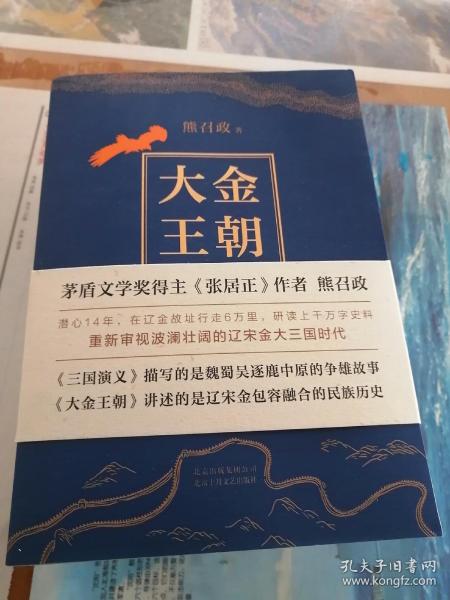 熊召政 著
大金
王朝
茅盾文学奖得主《张居正》作者 熊召政
潜心14年，在辽金故址行走6万里，研读上千万字史料
重新审视波澜壮阔的辽宋金大三国时代
《三国演义》描写的是魏蜀吴逐鹿中原的争雄故事
《大金王朝》讲述的是辽宋金包容融合的民族历史
北京出版集团公司
北京十月文艺出版社
孔夫子旧书网
www.kongfz.com